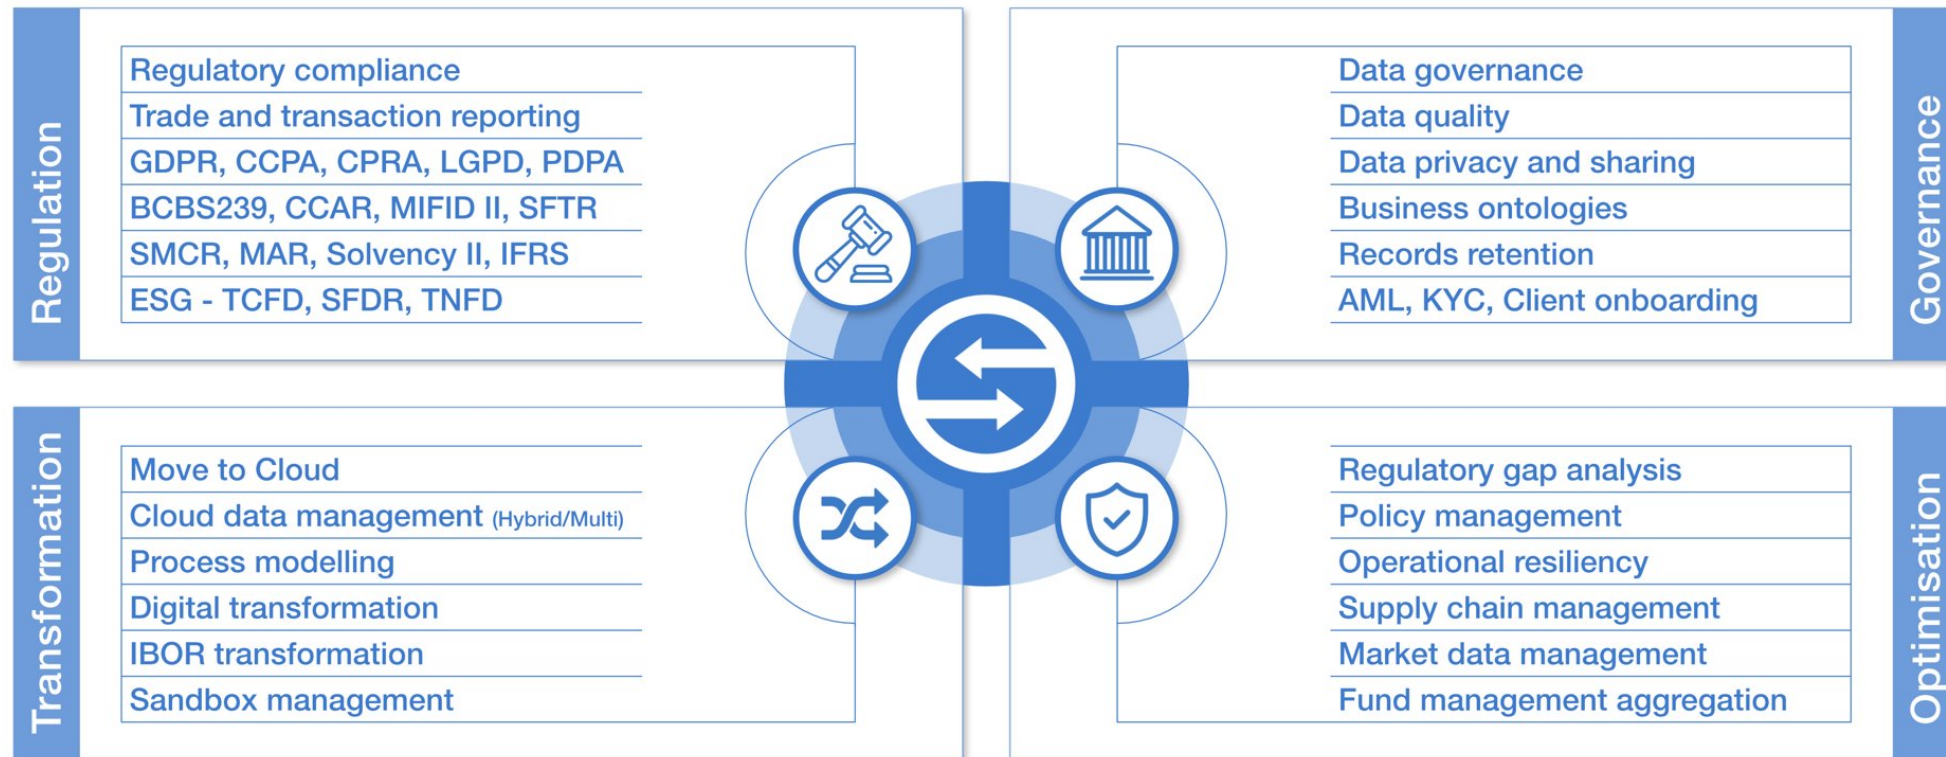 Regulation
Regulatory compliance
Trade and transaction reporting
GDPR, CCPA, CPRA, LGPD, PDPA
BCBS239, CCAR, MIFID II, SFTR
SMCR, MAR, Solvency II, IFRS
ESG - TCFD, SFDR, TNFD
Governance
Data governance
Data quality
Data privacy and sharing
Business ontologies
Records retention
AML, KYC, Client onboarding
Transformation
Move to Cloud
Cloud data management (Hybrid/Multi)
Process modelling
Digital transformation
IBOR transformation
Sandbox management
Optimisation
Regulatory gap analysis
Policy management
Operational resiliency
Supply chain management
Market data management
Fund management aggregation